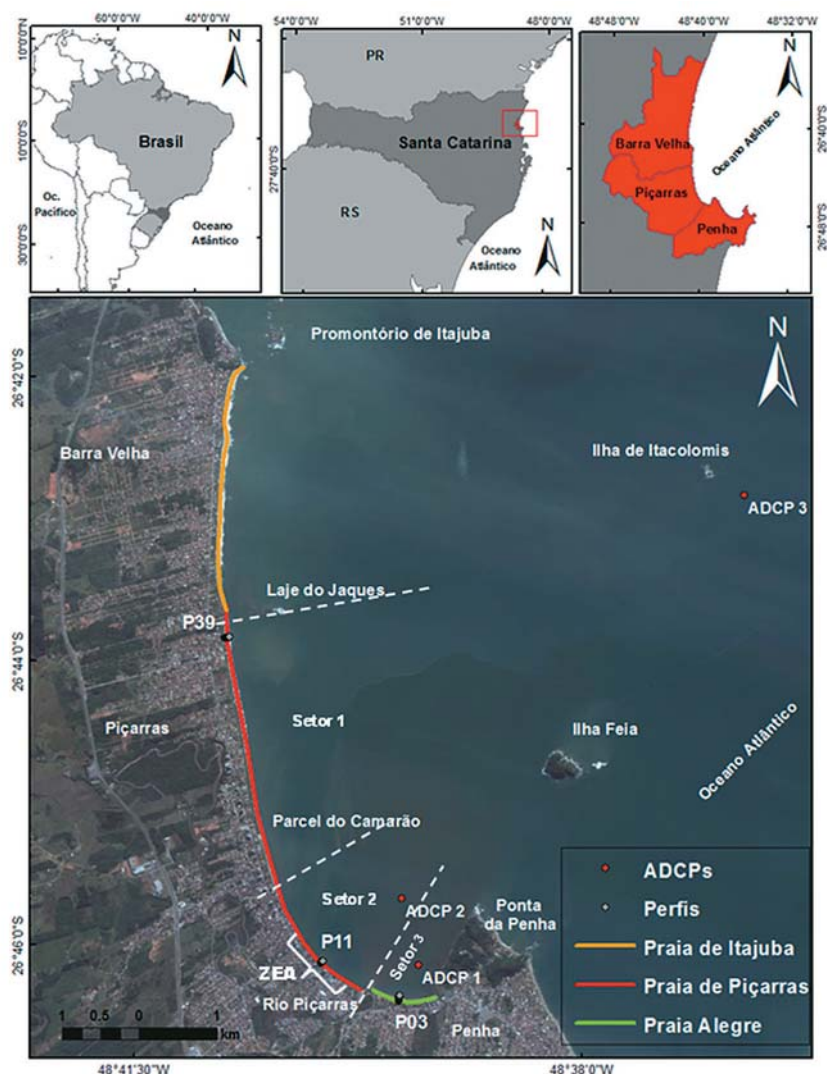 60°0'0"W 40°0'0"W
10°0'0"N
10°0'0"S
30°0'0"S
N
Brasil
Oc.
Pacífico
Oceano
Atlântico
54°0'0"W 51°0'0"W 48°0'0"W
27°40'0"S
N
PR
Santa Catarina
RS
Oceano
Atlântico
48°48'0"W 48°40'0"W 48°32'0"W
26°40'0"S
26°48'0"S
N
Barra Velha
Piçarras
Penha
Oceano Atlântico
26°42'0"S
26°44'0"S
26°46'0"S
48°41'30"W 48°38'0"W
Promontório de Itajuba
N
Barra Velha
Ilha de Itacolomis
ADCP 3
Laje do Jaques
P39
Setor 1
Piçarras
Ilha Feia
Oceano Atlântico
Parcel do Camarão
Setor 2
ADCP 2
Ponta
da Penha
P11
Setor 3
ZEA
ADCP 1
Rio Piçarras
P03
Penha
1 0.5 0 1
km
ADCPs
Perfis
Praia de Itajuba
Praia de Piçarras
Praia Alegre